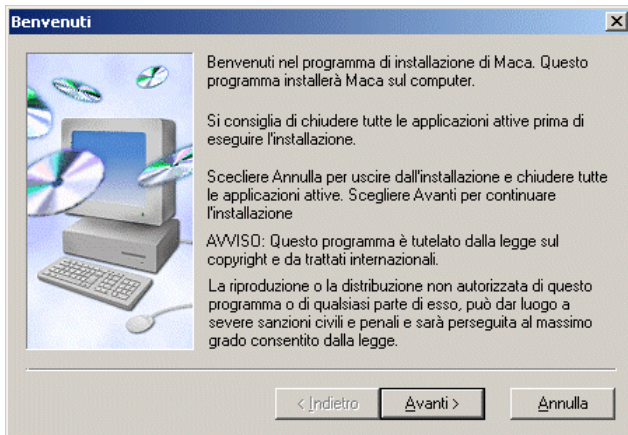 Benvenuti
Benvenuti nel programma di installazione di Maca. Questo
programma installerà Maca sul computer.
Si consiglia di chiudere tutte le applicazioni attive prima di
eseguire l'installazione.
Scecliere Annulla per uscire dall'installazione e chiudere tutte
le applicazioni attive. Scegliere Avanti per continuare
l'installazione
AVVISO: Questo programma è tutelato dalla legge sul
copyright e da trattati internazionali.
La riproduzione o la distribuzione non autorizzata di questo
programma o di qualsiasi parte di esso, può dar luogo a
severe sanzioni civili e penali e sarà perseguita al massimo
grado consentito dalla legge.
< Indietro Avanti > Annulla